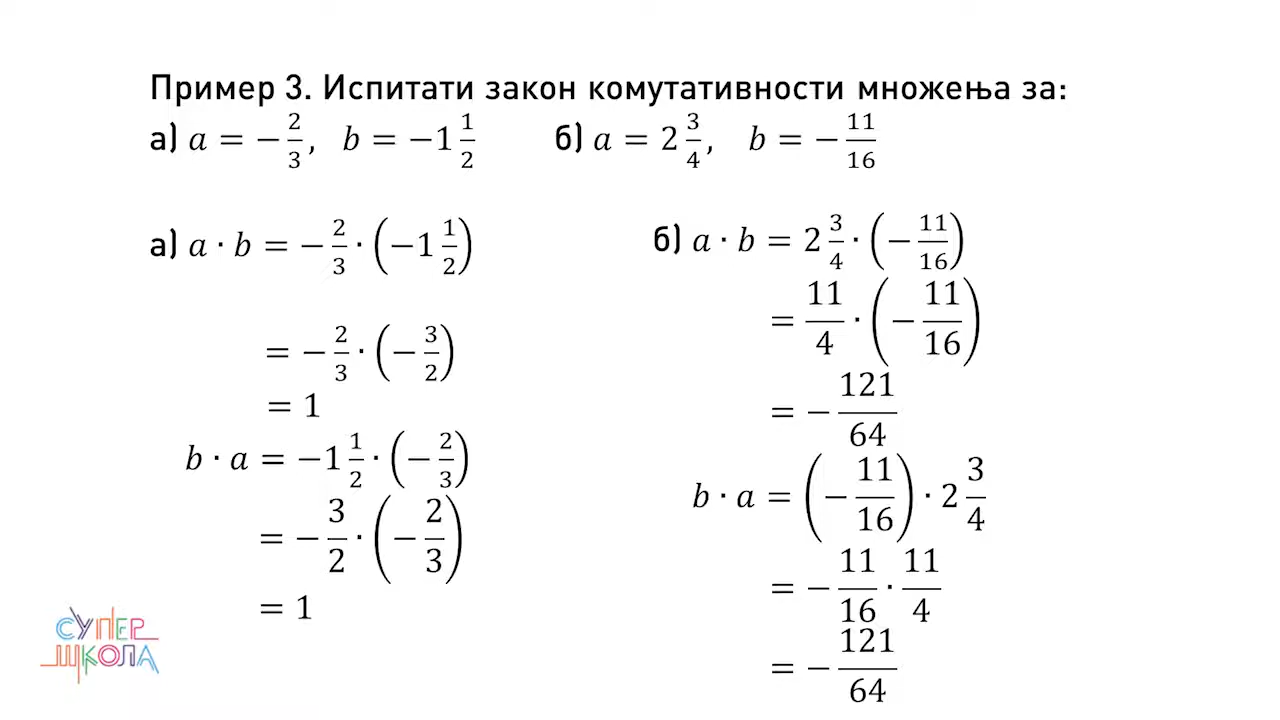 Пример 3. Испитати закон комутативности множења за:
а) a = −2/3, b = −1 1/2 б) a = 2 3/4, b = −11/16
а) a · b = −2/3 · (−1 1/2)
= −2/3 · (−3/2)
= 1
b · a = −1 1/2 · (−2/3)
= −3/2 · (−2/3)
= 1
б) a · b = 2 3/4 · (−11/16)
= 11/4 · (−11/16)
= −121/64
b · a = (−11/16) · 2 3/4
= −11/16 · 11/4
= −121/64
СУПЕР
ШКОЛА